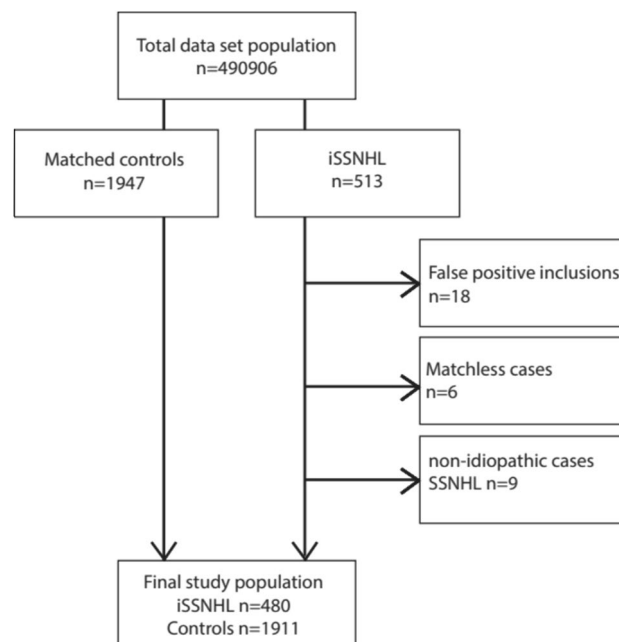 Total data set population
n=490906
Matched controls
n=1947
iSSNHL
n=513
False positive inclusions
n=18
Matchless cases
n=6
non-idiopathic cases
SSNHL n=9
Final study population
iSSNHL n=480
Controls n=1911